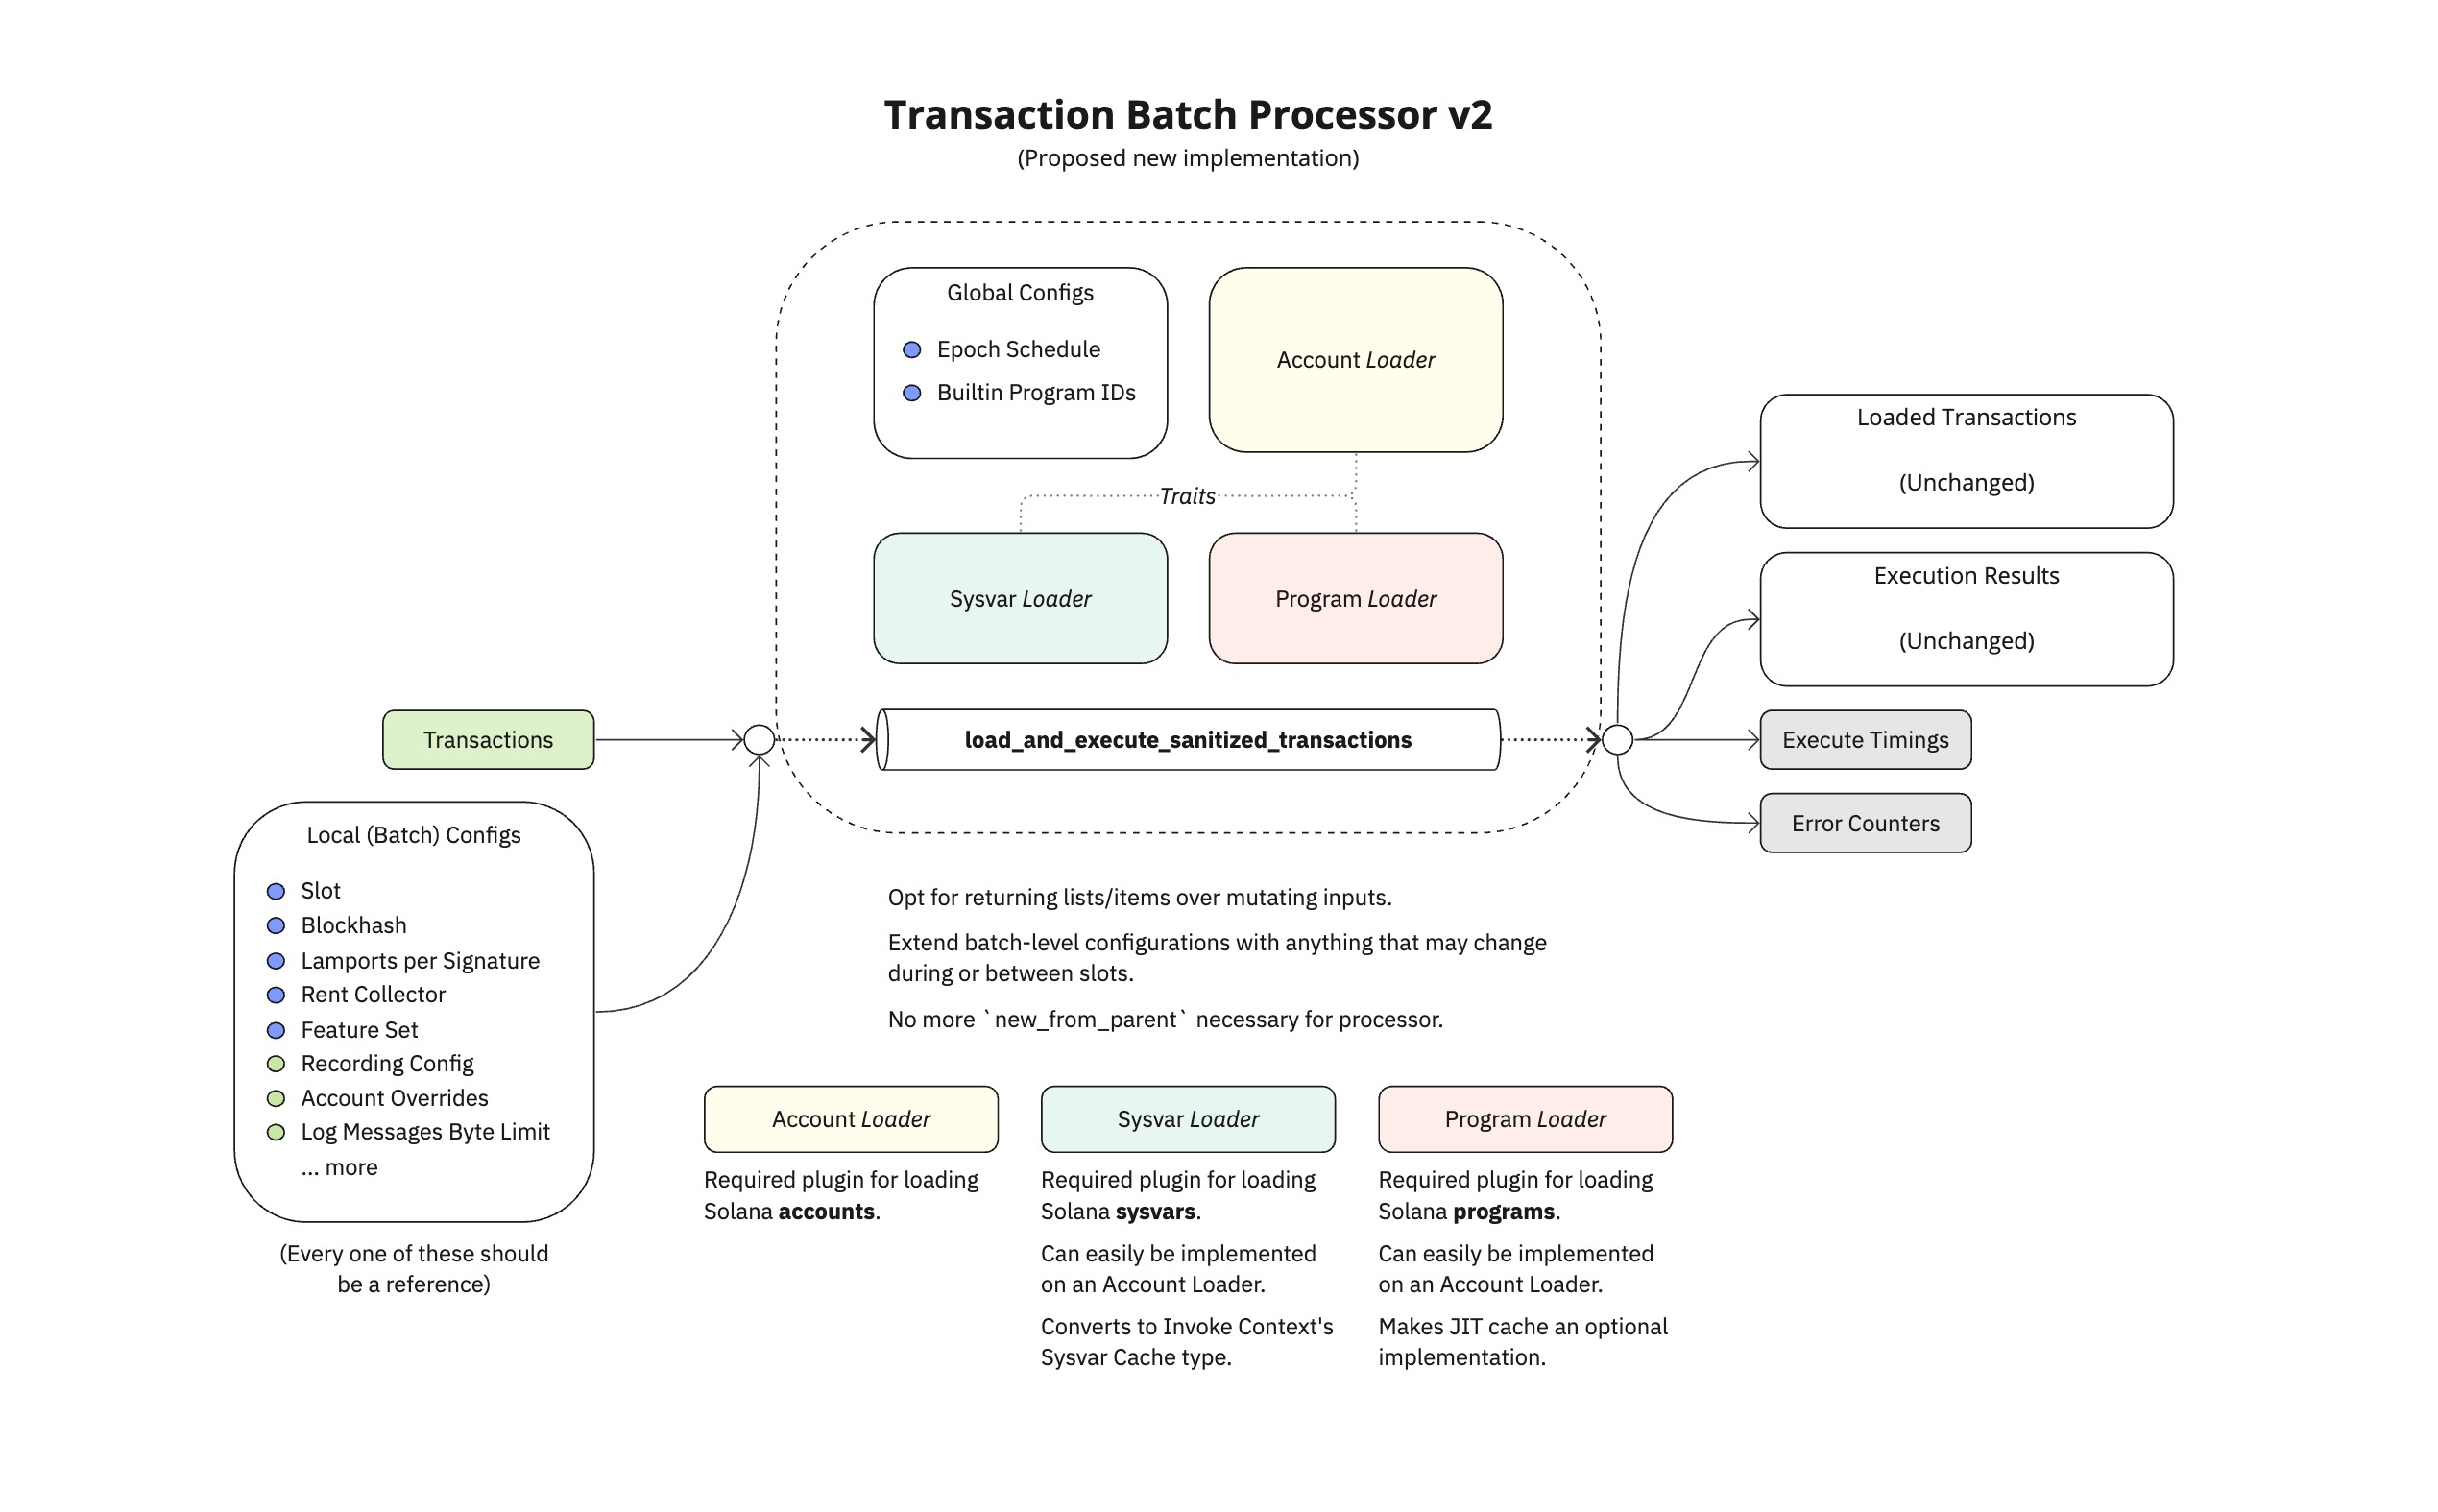 Transaction Batch Processor v2
(Proposed new implementation)
Global Configs
Epoch Schedule
Builtin Program IDs
Account Loader
Traits
Sysvar Loader
Program Loader
Transactions
load_and_execute_sanitized_transactions
Loaded Transactions
(Unchanged)
Execution Results
(Unchanged)
Execute Timings
Error Counters
Local (Batch) Configs
Slot
Blockhash
Lamports per Signature
Rent Collector
Feature Set
Recording Config
Account Overrides
Log Messages Byte Limit
... more
(Every one of these should
be a reference)
Opt for returning lists/items over mutating inputs.
Extend batch-level configurations with anything that may change
during or between slots.
No more `new_from_parent` necessary for processor.
Account Loader
Required plugin for loading
Solana accounts.
Sysvar Loader
Required plugin for loading
Solana sysvars.
Can easily be implemented
on an Account Loader.
Converts to Invoke Context's
Sysvar Cache type.
Program Loader
Required plugin for loading
Solana programs.
Can easily be implemented
on an Account Loader.
Makes JIT cache an optional
implementation.